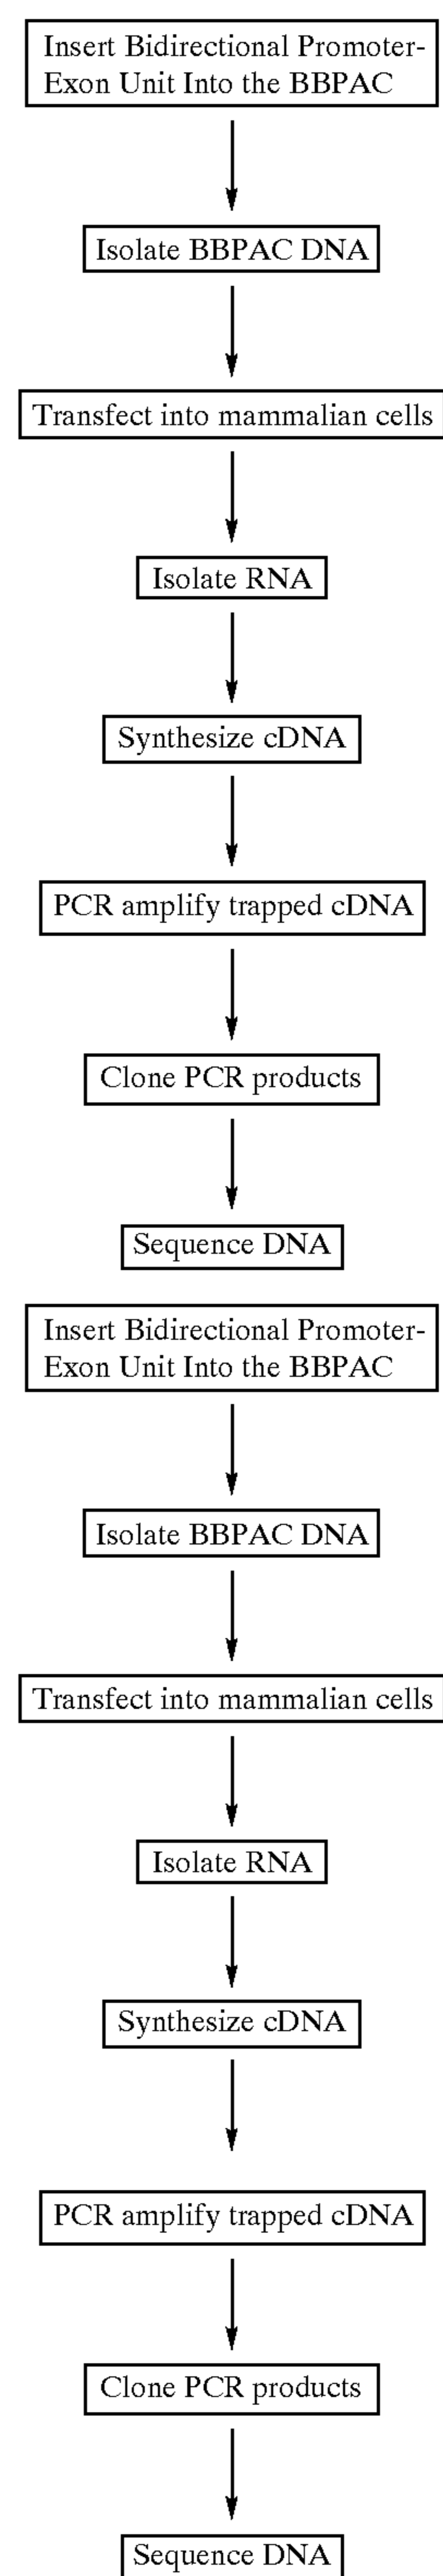 Insert Bidirectional Promoter-
Exon Unit Into the BBPAC
Isolate BBPAC DNA
Transfect into mammalian cells
Isolate RNA
Synthesize cDNA
PCR amplify trapped cDNA
Clone PCR products
Sequence DNA
Insert Bidirectional Promoter-
Exon Unit Into the BBPAC
Isolate BBPAC DNA
Transfect into mammalian cells
Isolate RNA
Synthesize cDNA
PCR amplify trapped cDNA
Clone PCR products
Sequence DNA